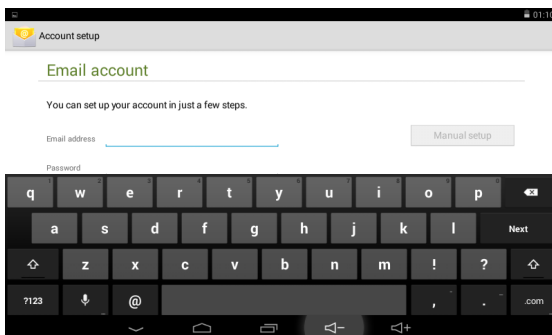 01:10
Account setup
Email account
You can set up your account in just a few steps.
Email address
Manual setup
Password
q w e r t y u i o p
a s d f g h j k l Next
z x c v b n m ! ?
?123 @ , . .com